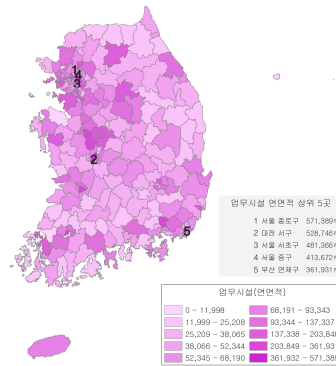 1
4
3
2
5
업무시설 연면적 상위 5곳
1 서울 종로구 571,389
2 대전 서구 528,746
3 서울 서초구 481,366
4 서울 중구 413,672
5 부산 연제구 361,931
업무시설(연면적)
0 - 11,998
11,999 - 25,208
25,209 - 38,065
38,066 - 52,344
52,345 - 68,190
68,191 - 93,343
93,344 - 137,337
137,338 - 203,848
203,849 - 361,931
361,932 - 571,389